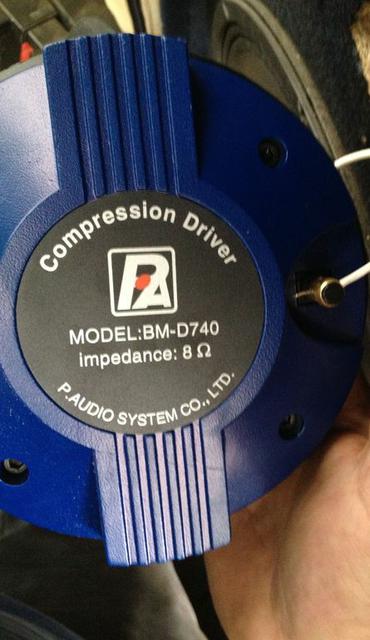 Compression Driver
PA
MODEL:BM-D740
impedance: 8 Ω
P.AUDIO SYSTEM CO., LTD.